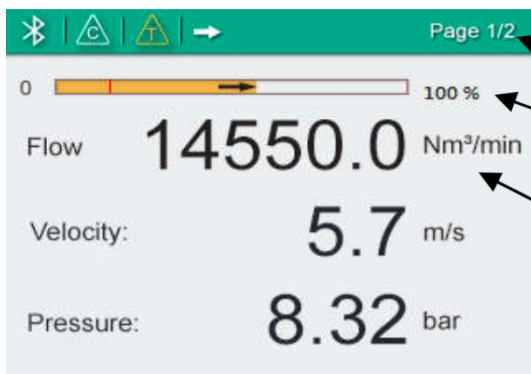 C T Page 1/2
0 100 %
Flow 14550.0 Nm³/min
Velocity: 5.7 m/s
Pressure: 8.32 bar